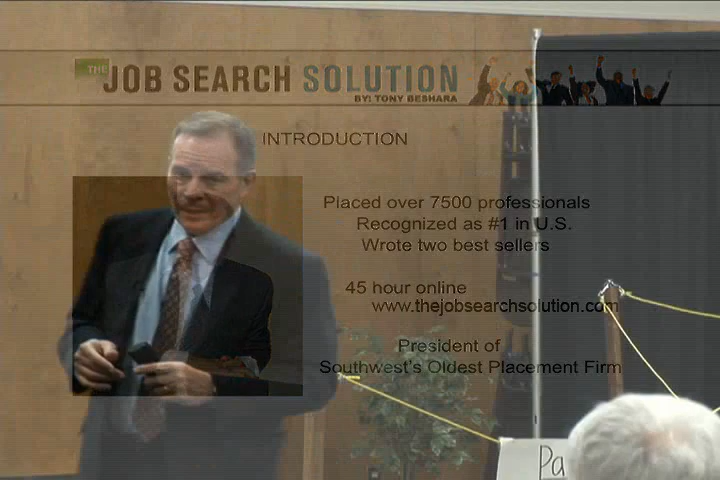 THE JOB SEARCH SOLUTION
BY: TONY BESHARA
INTRODUCTION
Placed over 7500 professionals
Recognized as #1 in U.S.
Wrote two best sellers
45 hour online
www.thejobsearchsolution.com
President of
Southwest's Oldest Placement Firm
Pa